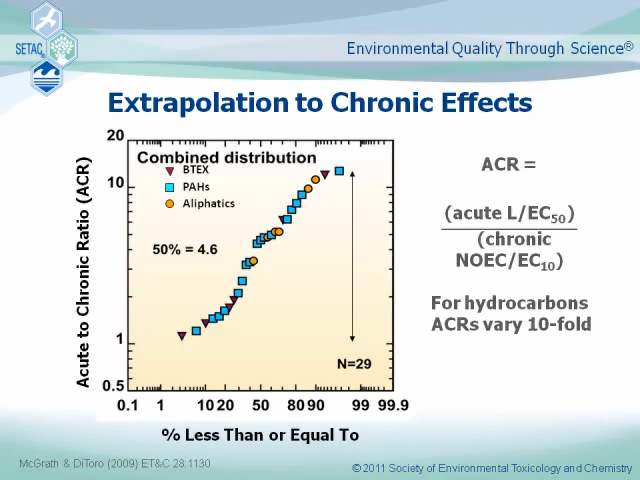 SETAC
Environmental Quality Through Science®
Extrapolation to Chronic Effects
20
10
1
0.5
Acute to Chronic Ratio (ACR)
Combined distribution
BTEX
PAHs
Aliphatics
50% = 4.6
N=29
0.1 1 10 20 50 80 90 99 99.9
% Less Than or Equal To
ACR =
(acute L/EC50)
(chronic
NOEC/EC10)
For hydrocarbons
ACRs vary 10-fold
McGrath & DiToro (2009) ET&C 28:1130
© 2011 Society of Environmental Toxicology and Chemistry